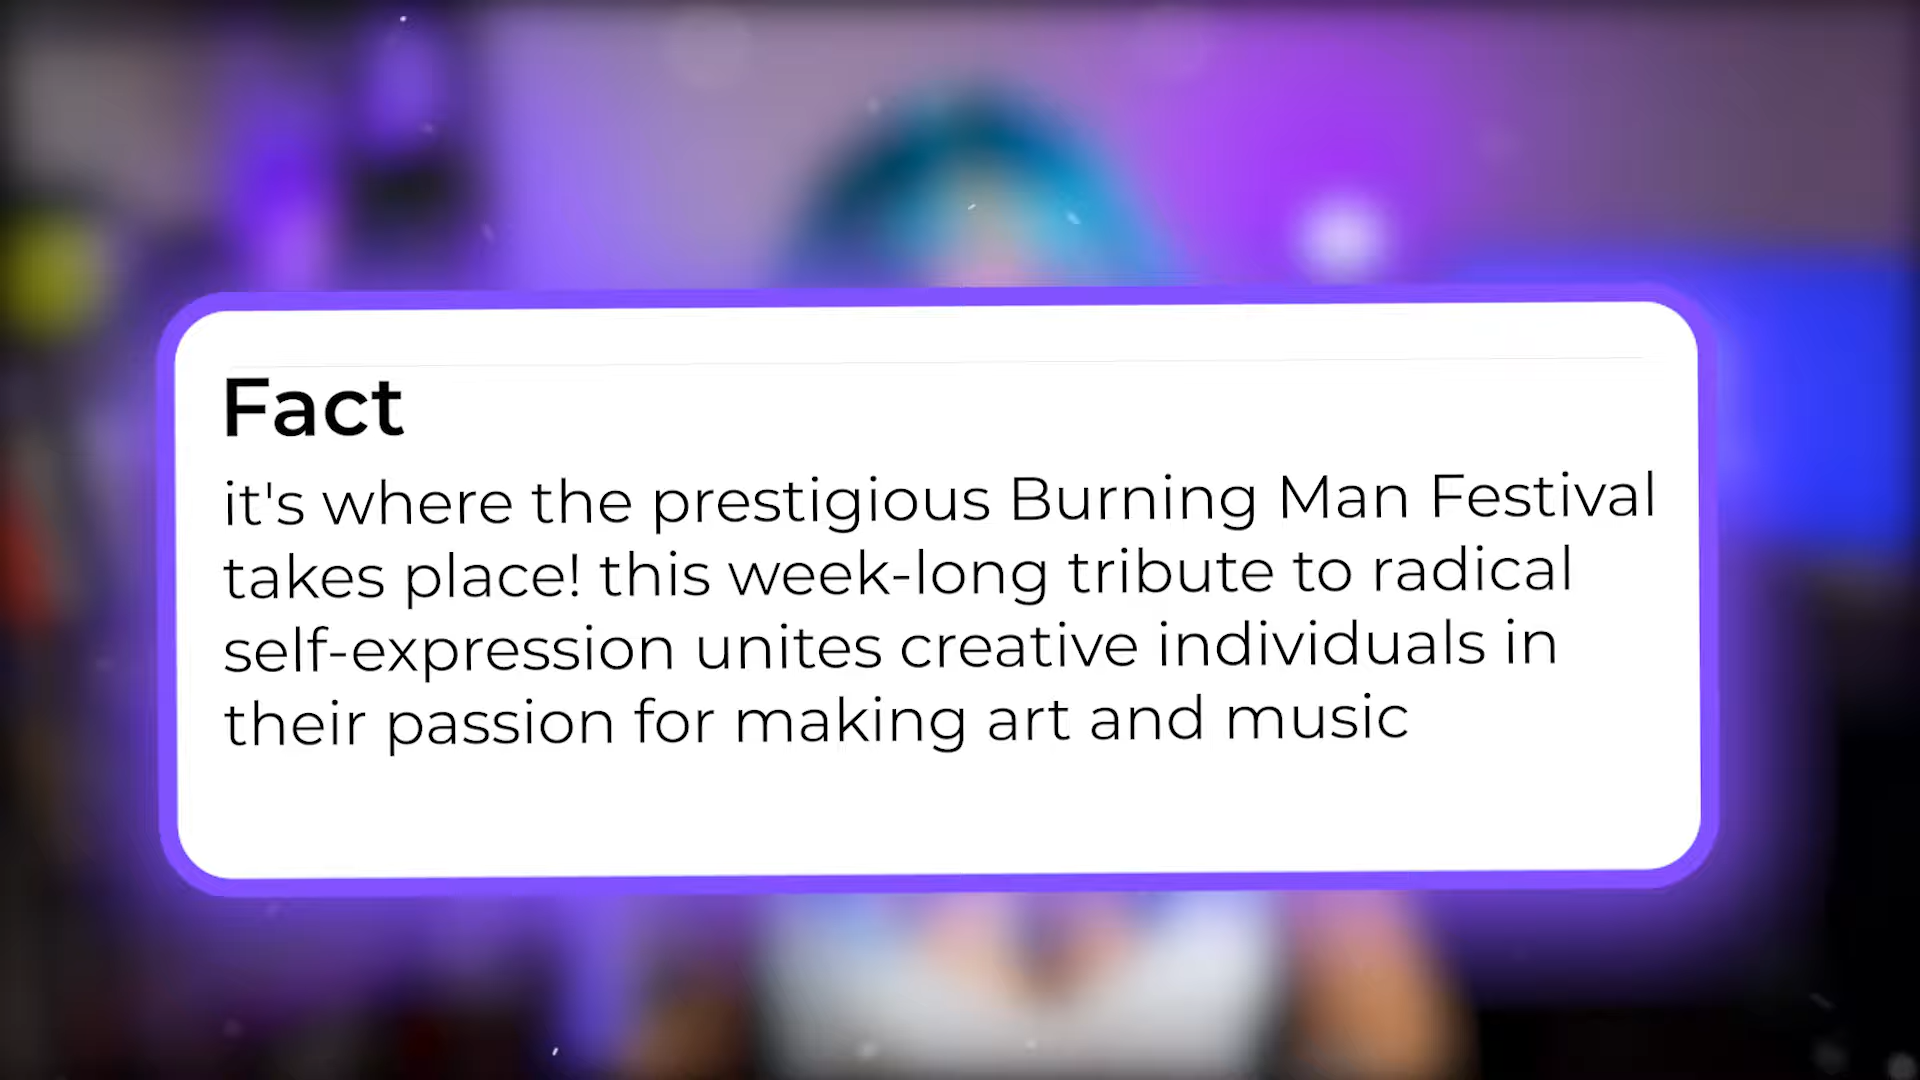 Fact
it's where the prestigious Burning Man Festival
takes place! this week-long tribute to radical
self-expression unites creative individuals in
their passion for making art and music